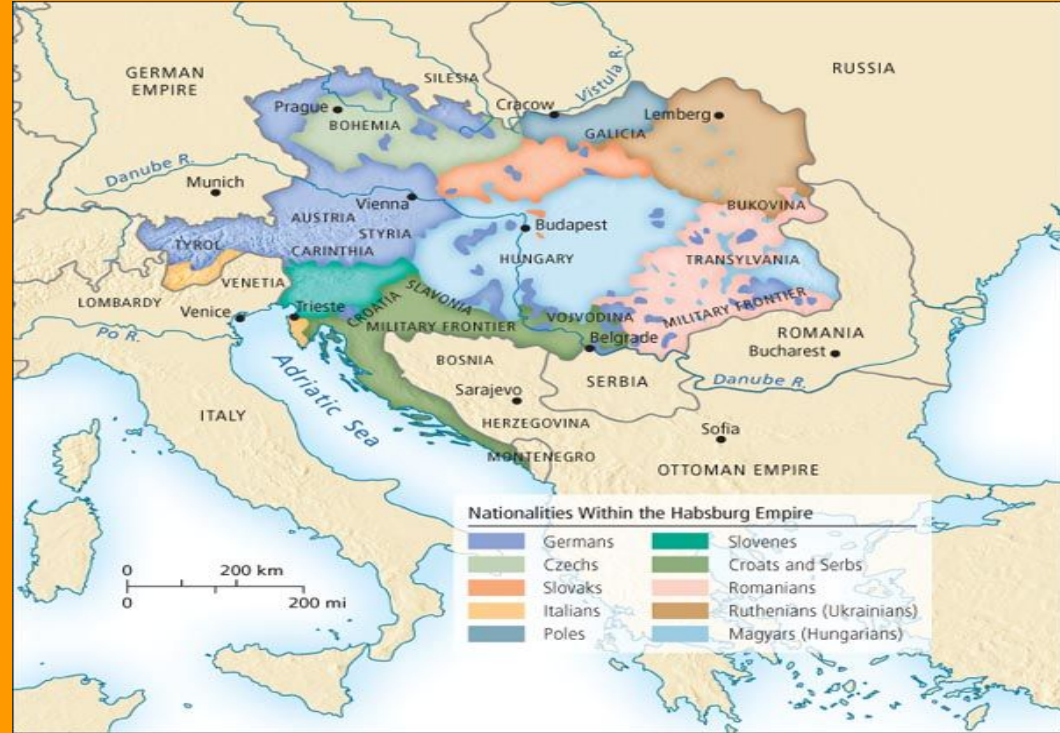 GERMAN
EMPIRE
SILESIA
Vistula R.
RUSSIA
Prague
BOHEMIA
Cracow
GALICIA
Lemberg
Danube R.
Munich
Vienna
AUSTRIA
STYRIA
BUKOVINA
TYROL
CARINTHIA
Budapest
HUNGARY
TRANSYLVANIA
LOMBARDY
VENETIA
Venice
Trieste
CROATIA
SLAVONIA
MILITARY FRONTIER
VOJVODINA
MILITARY FRONTIER
Po R.
Belgrade
ROMANIA
Bucharest
BOSNIA
SERBIA
Danube R.
Adriatic Sea
Sarajevo
ITALY
HERZEGOVINA
Sofia
MONTENEGRO
OTTOMAN EMPIRE
Nationalities Within the Habsburg Empire
Germans
Czechs
Slovaks
Italians
Poles
Slovenes
Croats and Serbs
Romanians
Ruthenians (Ukrainians)
Magyars (Hungarians)
0 200 km
0 200 mi